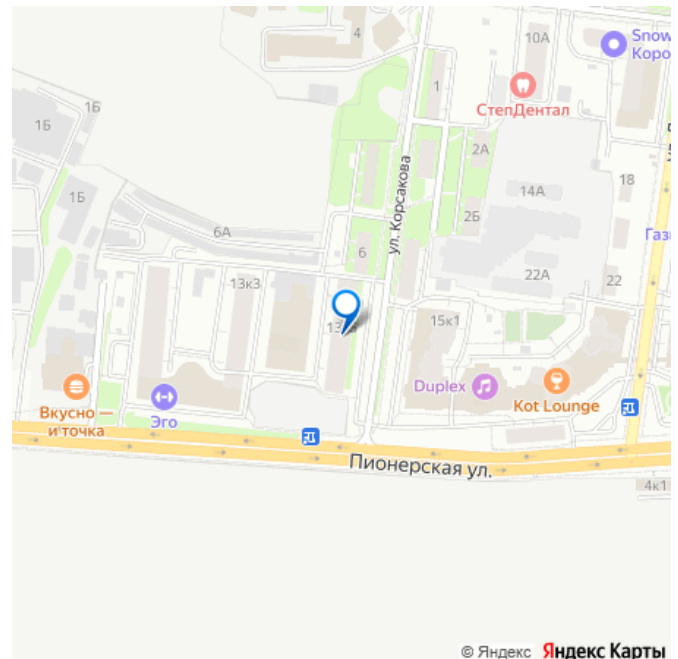 4
10А
Snow
Коро
1Б
1Б
1
СтепДентал
2А
ул. Корсакова
14А
18
1Б
6А
2Б
Газг
6
22А
22
13к3
15к1
Duplex
Kot Lounge
Вкусно —
и точка
Эго
Пионерская ул.
4к1
© Яндекс Яндекс Карты